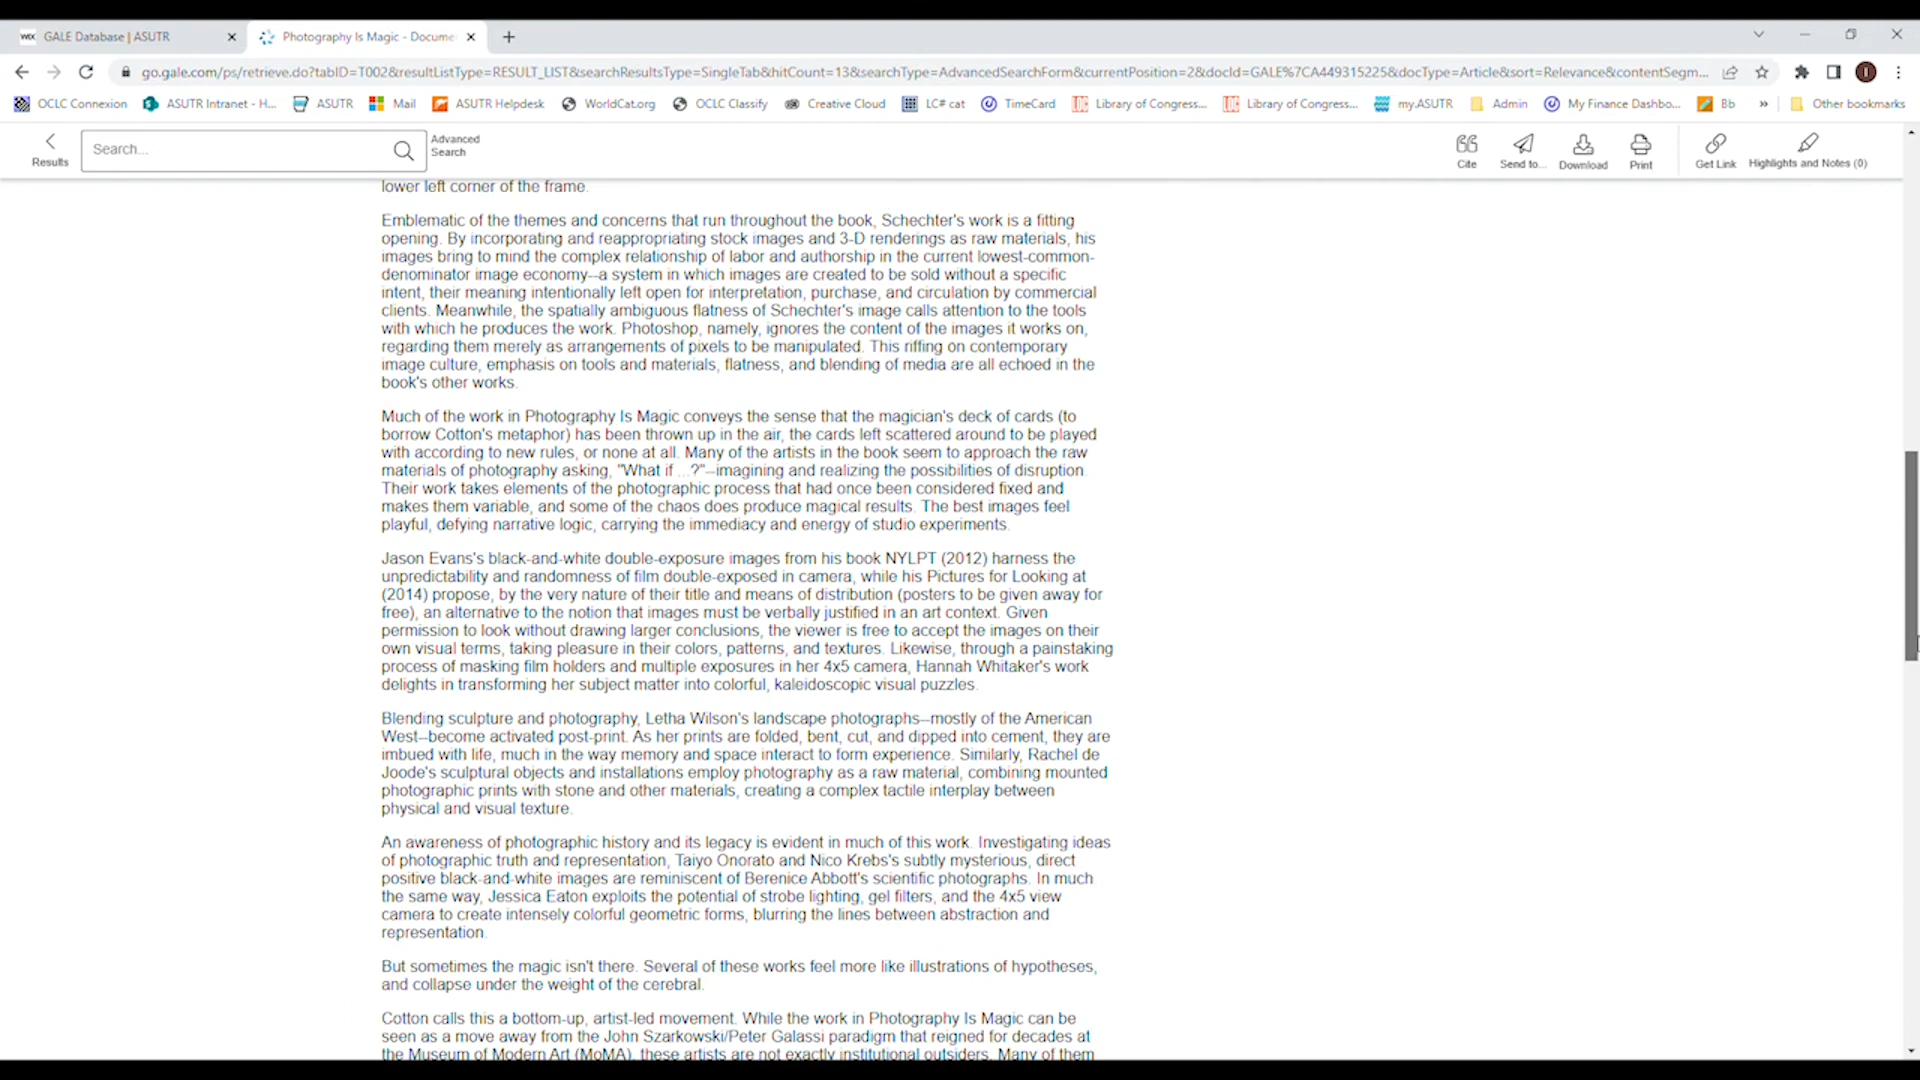 WIX GALE Database | ASUTR
Photography Is Magic - Docume
go.gale.com/ps/retrieve.do?tabID=T002&resultListType=RESULT_LIST&searchResultsType=SingleTab&hitCount=13&searchType=AdvancedSearchForm&currentPosition=2&docId=GALE%7CA449315225&docType=Article&sort=Relevance&contentSegm...
OCLC Connexion ASUTR Intranet - H... ASUTR Mail ASUTR Helpdesk WorldCat.org OCLC Classify Creative Cloud LC# cat TimeCard Library of Congress... Library of Congress... my.ASUTR Admin My Finance Dashbo... Bb » Other bookmarks
Results
Search...
Advanced
Search
Cite Send to... Download Print Get Link Highlights and Notes (0)
lower left corner of the frame.
Emblematic of the themes and concerns that run throughout the book, Schechter's work is a fitting
opening. By incorporating and reappropriating stock images and 3-D renderings as raw materials, his
images bring to mind the complex relationship of labor and authorship in the current lowest-common-
denominator image economy--a system in which images are created to be sold without a specific
intent, their meaning intentionally left open for interpretation, purchase, and circulation by commercial
clients. Meanwhile, the spatially ambiguous flatness of Schechter's image calls attention to the tools
with which he produces the work. Photoshop, namely, ignores the content of the images it works on,
regarding them merely as arrangements of pixels to be manipulated. This riffing on contemporary
image culture, emphasis on tools and materials, flatness, and blending of media are all echoed in the
book's other works.
Much of the work in Photography Is Magic conveys the sense that the magician's deck of cards (to
borrow Cotton's metaphor) has been thrown up in the air, the cards left scattered around to be played
with according to new rules, or none at all. Many of the artists in the book seem to approach the raw
materials of photography asking, "What if ...?"--imagining and realizing the possibilities of disruption.
Their work takes elements of the photographic process that had once been considered fixed and
makes them variable, and some of the chaos does produce magical results. The best images feel
playful, defying narrative logic, carrying the immediacy and energy of studio experiments.
Jason Evans's black-and-white double-exposure images from his book NYLPT (2012) harness the
unpredictability and randomness of film double-exposed in camera, while his Pictures for Looking at
(2014) propose, by the very nature of their title and means of distribution (posters to be given away for
free), an alternative to the notion that images must be verbally justified in an art context. Given
permission to look without drawing larger conclusions, the viewer is free to accept the images on their
own visual terms, taking pleasure in their colors, patterns, and textures. Likewise, through a painstaking
process of masking film holders and multiple exposures in her 4x5 camera, Hannah Whitaker's work
delights in transforming her subject matter into colorful, kaleidoscopic visual puzzles.
Blending sculpture and photography, Letha Wilson's landscape photographs--mostly of the American
West--become activated post-print. As her prints are folded, bent, cut, and dipped into cement, they are
imbued with life, much in the way memory and space interact to form experience. Similarly, Rachel de
Joode's sculptural objects and installations employ photography as a raw material, combining mounted
photographic prints with stone and other materials, creating a complex tactile interplay between
physical and visual texture.
An awareness of photographic history and its legacy is evident in much of this work. Investigating ideas
of photographic truth and representation, Taiyo Onorato and Nico Krebs's subtly mysterious, direct
positive black-and-white images are reminiscent of Berenice Abbott's scientific photographs. In much
the same way, Jessica Eaton exploits the potential of strobe lighting, gel filters, and the 4x5 view
camera to create intensely colorful geometric forms, blurring the lines between abstraction and
representation.
But sometimes the magic isn't there. Several of these works feel more like illustrations of hypotheses,
and collapse under the weight of the cerebral.
Cotton calls this a bottom-up, artist-led movement. While the work in Photography Is Magic can be
seen as a move away from the John Szarkowski/Peter Galassi paradigm that reigned for decades at
the Museum of Modern Art (MoMA), these artists are not exactly institutional outsiders. Many of them